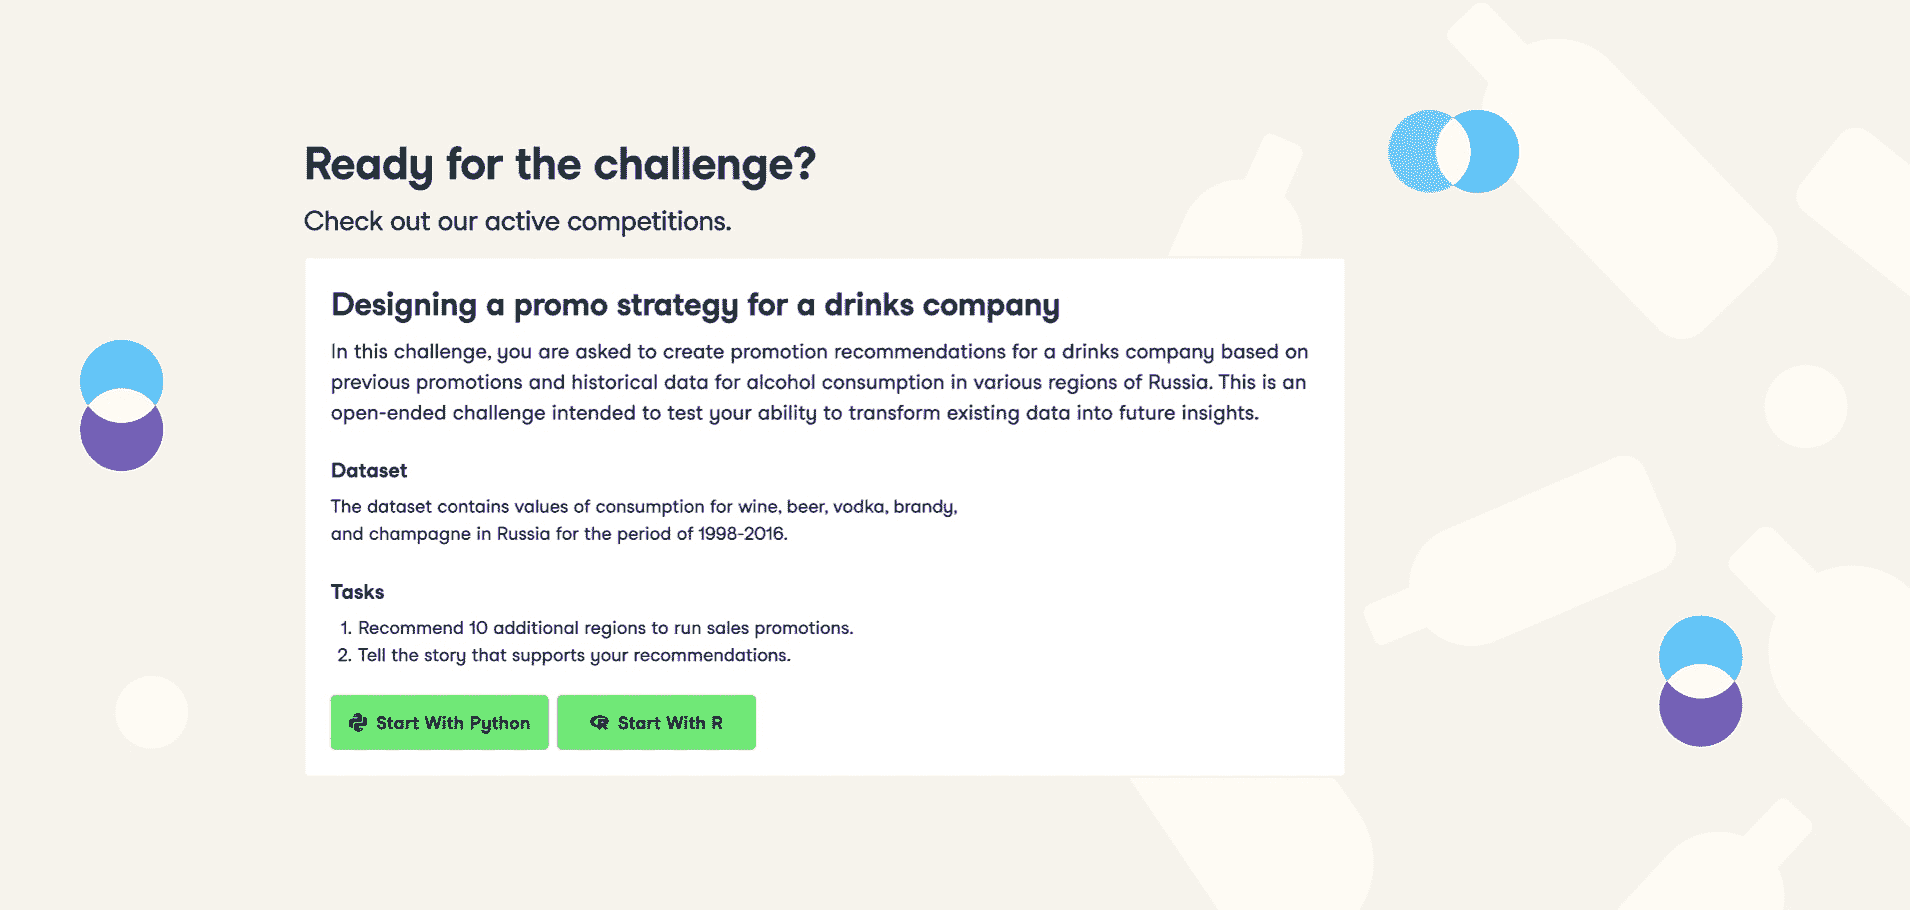 Ready for the challenge?
Check out our active competitions.
Designing a promo strategy for a drinks company
In this challenge, you are asked to create promotion recommendations for a drinks company based on
previous promotions and historical data for alcohol consumption in various regions of Russia. This is an
open-ended challenge intended to test your ability to transform existing data into future insights.
Dataset
The dataset contains values of consumption for wine, beer, vodka, brandy,
and champagne in Russia for the period of 1998-2016.
Tasks
1. Recommend 10 additional regions to run sales promotions.
2. Tell the story that supports your recommendations.
Start With Python
Start With R